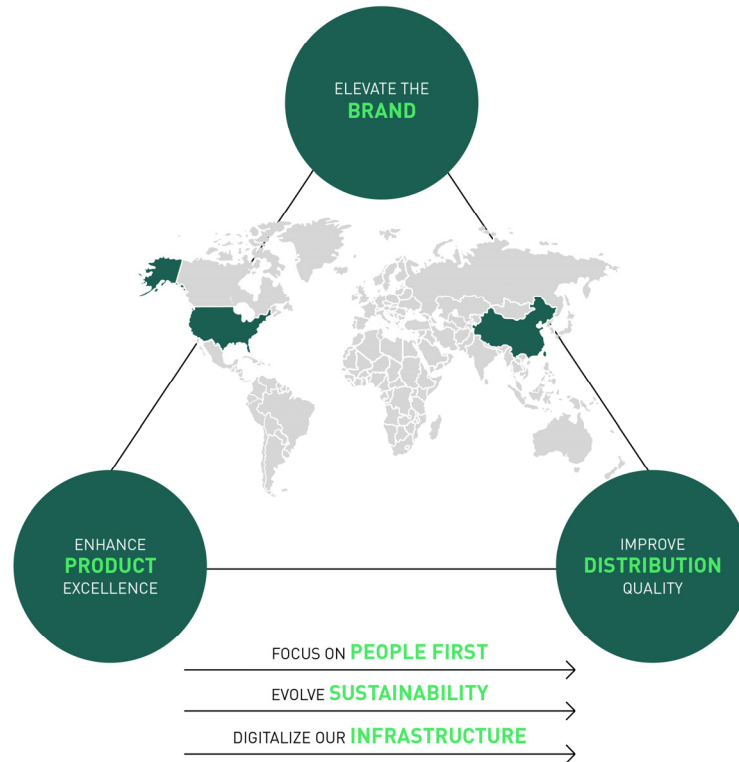 ELEVATE THE
BRAND
ENHANCE
PRODUCT
EXCELLENCE
IMPROVE
DISTRIBUTION
QUALITY
FOCUS ON PEOPLE FIRST
EVOLVE SUSTAINABILITY
DIGITALIZE OUR INFRASTRUCTURE